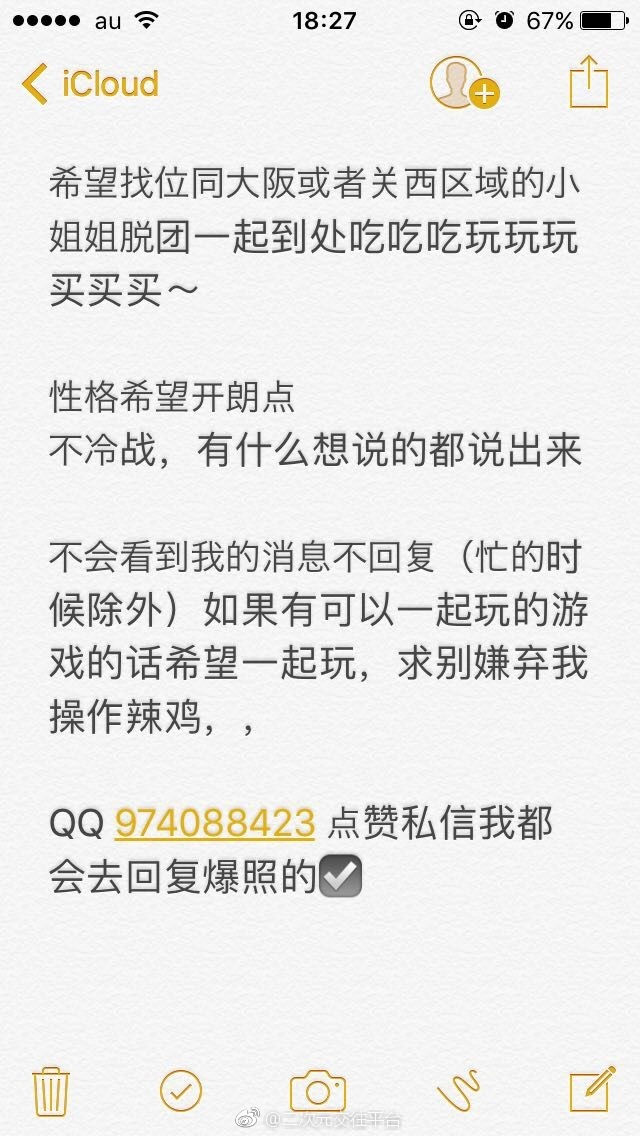 au 18:27 67%
iCloud
希望找位同大阪或者关西区域的小
姐姐脱团一起到处吃吃吃玩玩玩
买买买～
性格希望开朗点
不冷战，有什么想说的都说出来
不会看到我的消息不回复（忙的时
候除外）如果有可以一起玩的游
戏的话希望一起玩，求别嫌弃我
操作辣鸡，，
QQ 974088423 点赞私信我都
会去回复爆照的
@二次元交往平台